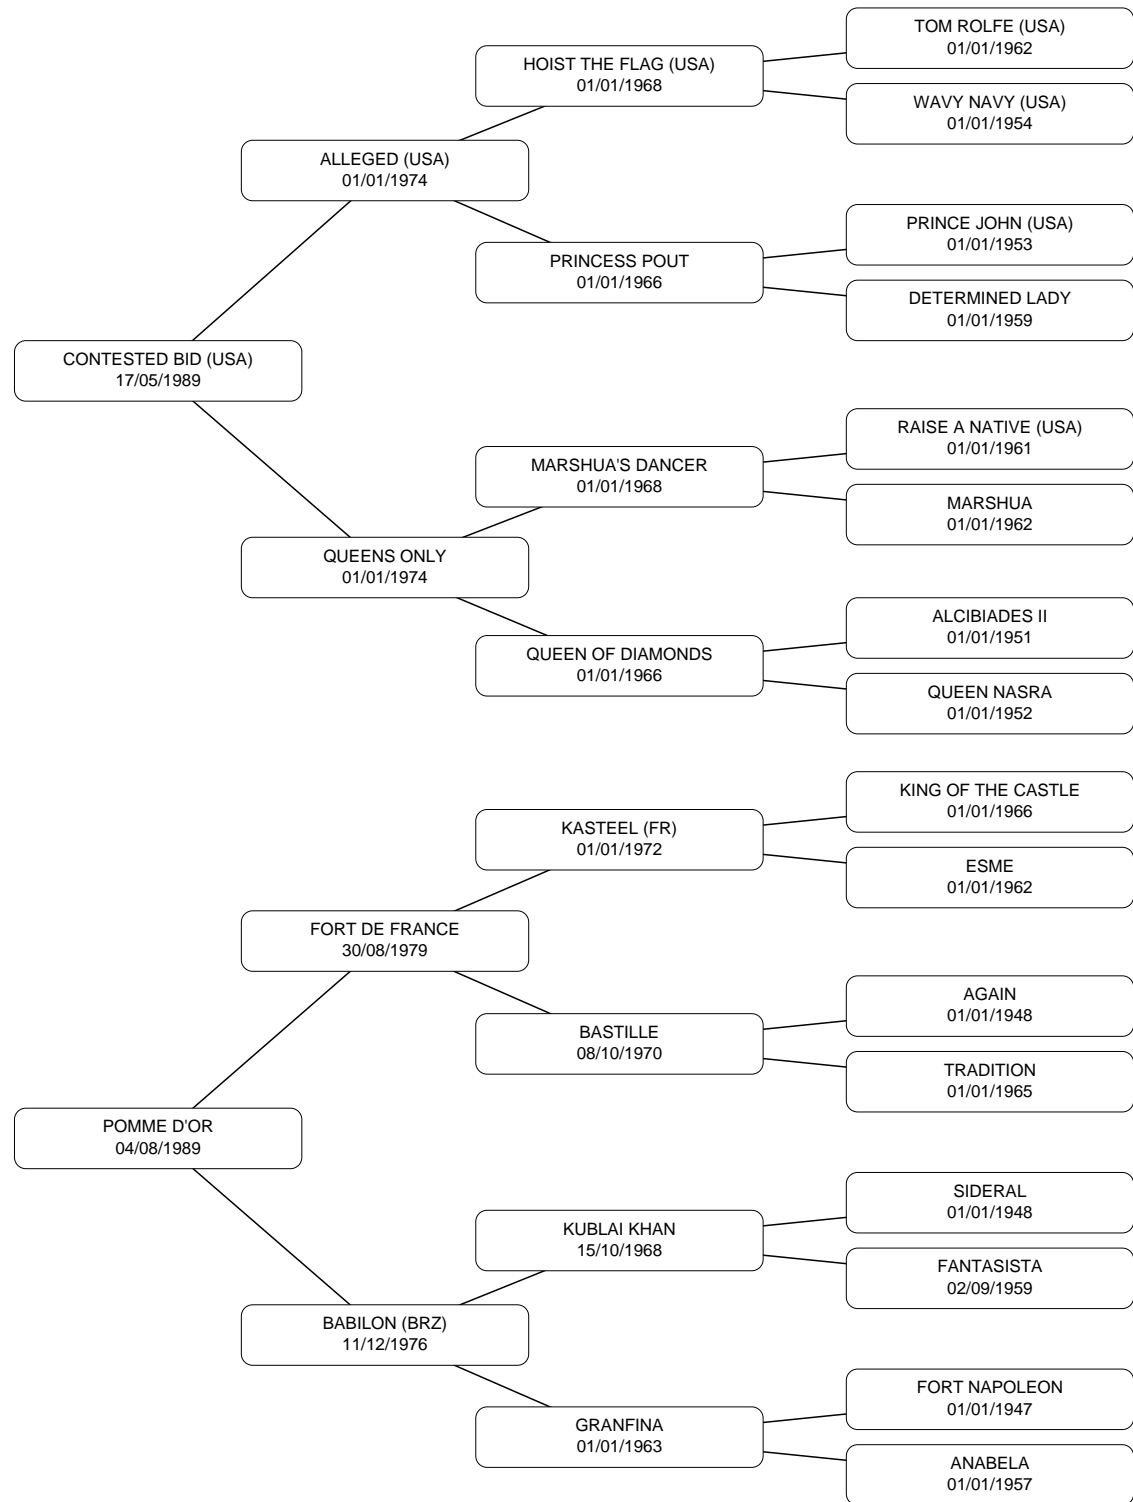 TOM ROLFE (USA)
01/01/1962
HOIST THE FLAG (USA)
01/01/1968
WAVY NAVY (USA)
01/01/1954
ALLEGED (USA)
01/01/1974
PRINCE JOHN (USA)
01/01/1953
PRINCESS POUT
01/01/1966
DETERMINED LADY
01/01/1959
CONTESTED BID (USA)
17/05/1989
RAISE A NATIVE (USA)
01/01/1961
MARSHUA'S DANCER
01/01/1968
MARSHUA
01/01/1962
QUEENS ONLY
01/01/1974
ALCIBIADES II
01/01/1951
QUEEN OF DIAMONDS
01/01/1966
QUEEN NASRA
01/01/1952
KING OF THE CASTLE
01/01/1966
KASTEEL (FR)
01/01/1972
ESME
01/01/1962
FORT DE FRANCE
30/08/1979
AGAIN
01/01/1948
BASTILLE
08/10/1970
TRADITION
01/01/1965
POMME D'OR
04/08/1989
SIDERAL
01/01/1948
KUBLAI KHAN
15/10/1968
FANTASISTA
02/09/1959
BABILON (BRZ)
11/12/1976
FORT NAPOLEON
01/01/1947
GRANFINA
01/01/1963
ANABELA
01/01/1957